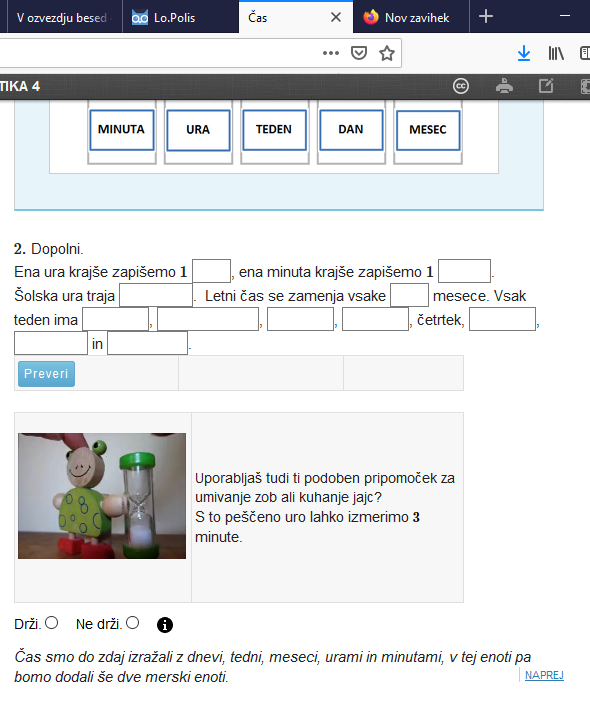 V ozvezdju besed
Lo.Polis
Čas
Nov zavihek
TIKA 4
cc
MINUTA URA TEDEN DAN MESEC
2. Dopolni.
Ena ura krajše zapišemo 1 , ena minuta krajše zapišemo 1 .
Šolska ura traja . Letni čas se zamenja vsake mesece. Vsak
teden ima , , , , četrtek, ,
in .
Preveri
Uporabljaš tudi ti podoben pripomoček za
umivanje zob ali kuhanje jajc?
S to peščeno uro lahko izmerimo 3
minute.
Drži. Ne drži.
Čas smo do zdaj izražali z dnevi, tedni, meseci, urami in minutami, v tej enoti pa
bomo dodali še dve merski enoti.
NAPREJ